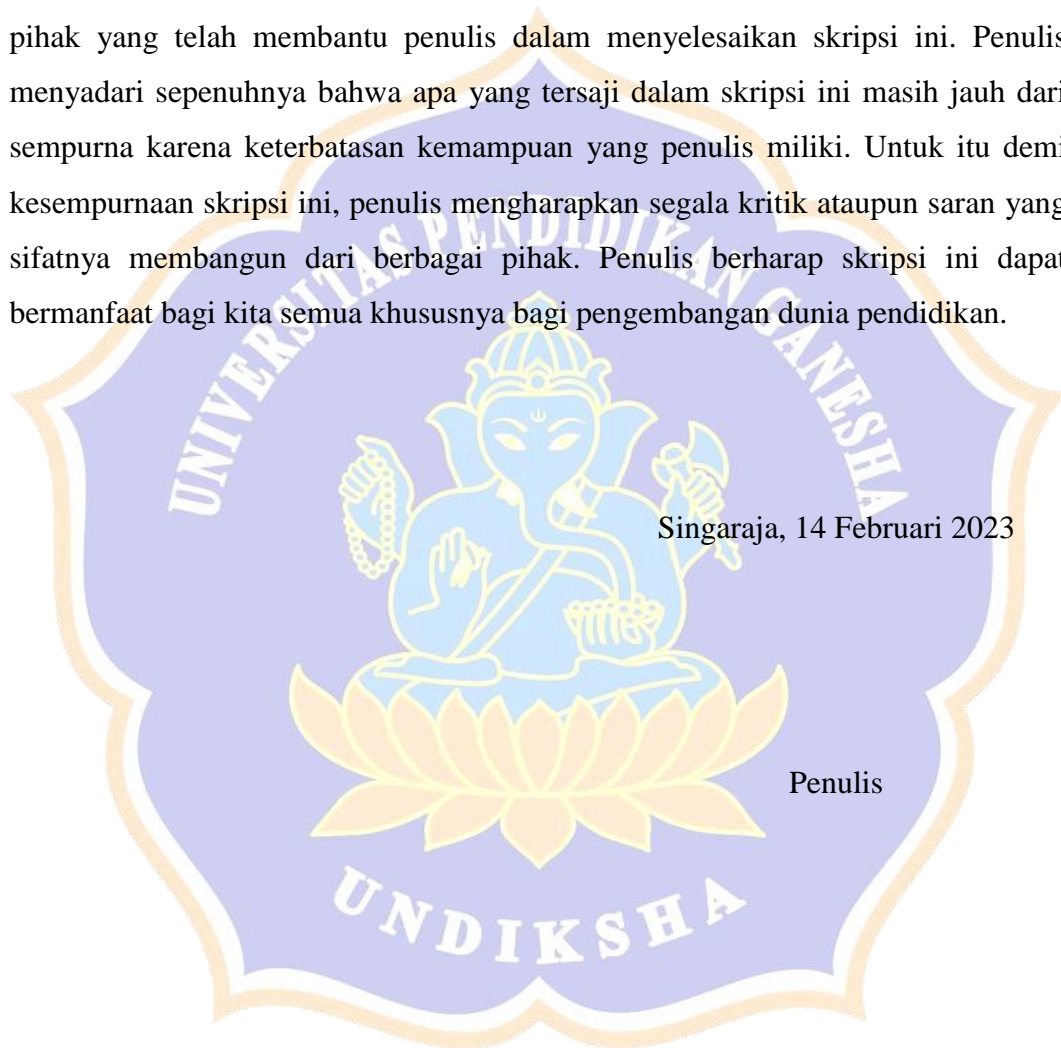 pihak yang telah membantu penulis dalam menyelesaikan skripsi ini. Penulis
menyadari sepenuhnya bahwa apa yang tersaji dalam skripsi ini masih jauh dari
sempurna karena keterbatasan kemampuan yang penulis miliki. Untuk itu demi
kesempurnaan skripsi ini, penulis mengharapkan segala kritik ataupun saran yang
sifatnya membangun dari berbagai pihak. Penulis berharap skripsi ini dapat
bermanfaat bagi kita semua khususnya bagi pengembangan dunia pendidikan.
UNIVERSITAS PENDIDIKAN GANESHA
Singaraja, 14 Februari 2023
Penulis
UNDIKSHA